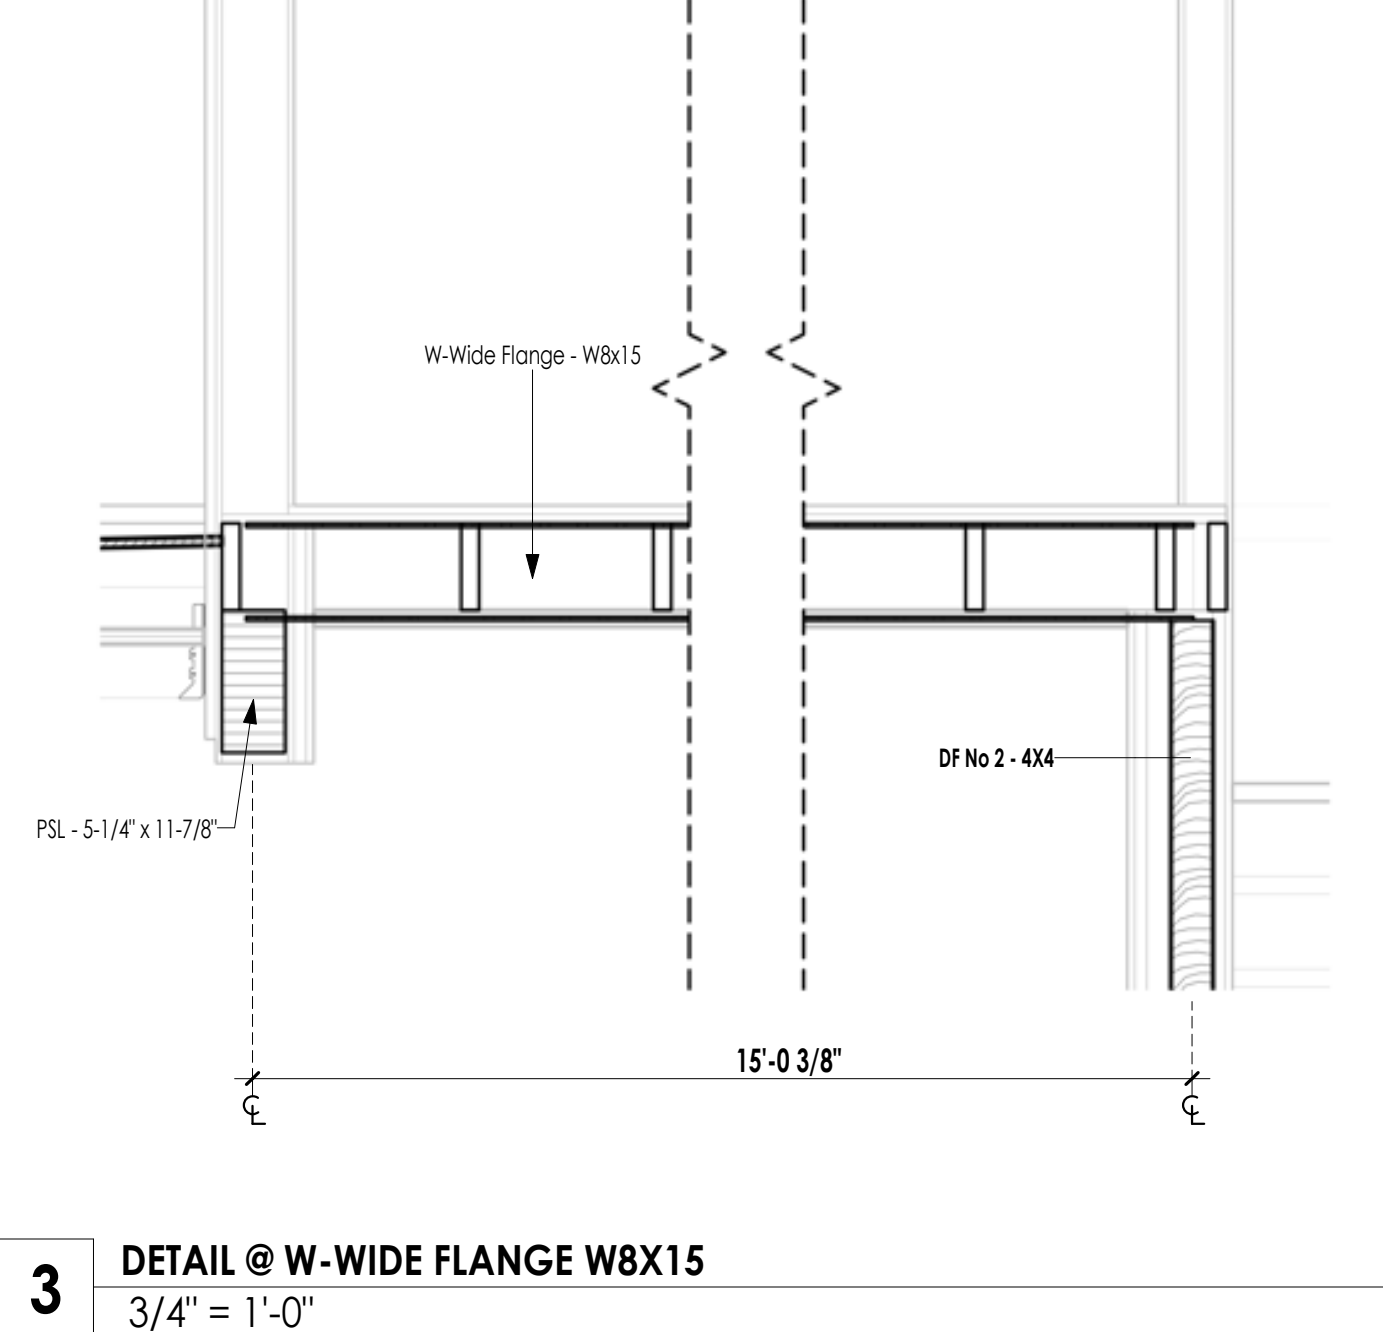 W-Wide Flange - W8x15
DF No 2 - 4X4
PSL - 5-1/4" x 11-7/8"
15'-0 3/8"
℄ ℄
3
DETAIL @ W-WIDE FLANGE W8X15
3/4" = 1'-0"